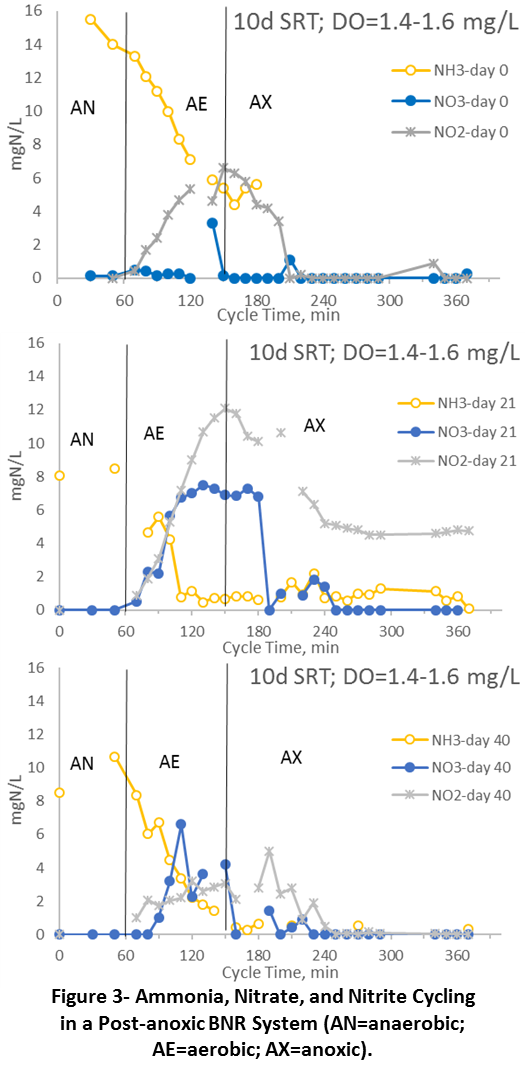 10d SRT; DO=1.4-1.6 mg/L
16
14
12
10
8
6
4
2
0
mgN/L
AN
AE
AX
NH3-day 0
NO3-day 0
NO2-day 0
0 60 120 180 240 300 360
Cycle Time, min
10d SRT; DO=1.4-1.6 mg/L
16
14
12
10
8
6
4
2
0
mgN/L
AN
AE
AX
NH3-day 21
NO3-day 21
NO2-day 21
0 60 120 180 240 300 360
Cycle Time, min
10d SRT; DO=1.4-1.6 mg/L
16
14
12
10
8
6
4
2
0
mgN/L
AN
AE
AX
NH3-day 40
NO3-day 40
NO2-day 40
0 60 120 180 240 300 360
Cycle Time, min
Figure 3- Ammonia, Nitrate, and Nitrite Cycling
in a Post-anoxic BNR System (AN=anaerobic;
AE=aerobic; AX=anoxic).